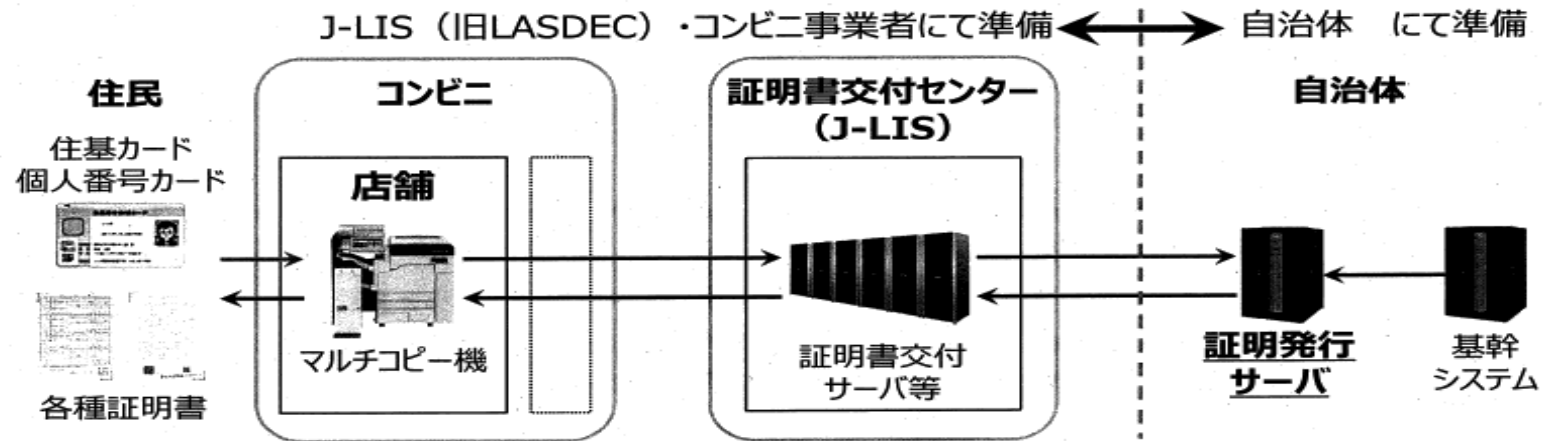 J-LIS（旧LASDEC）・コンビニ事業者にて準備
自治体　にて準備
住民
住基カード
個人番号カード
各種証明書
コンビニ
店舗
マルチコピー機
証明書交付センター
（J-LIS）
証明書交付
サーバ等
自治体
証明発行
サーバ
基幹
システム